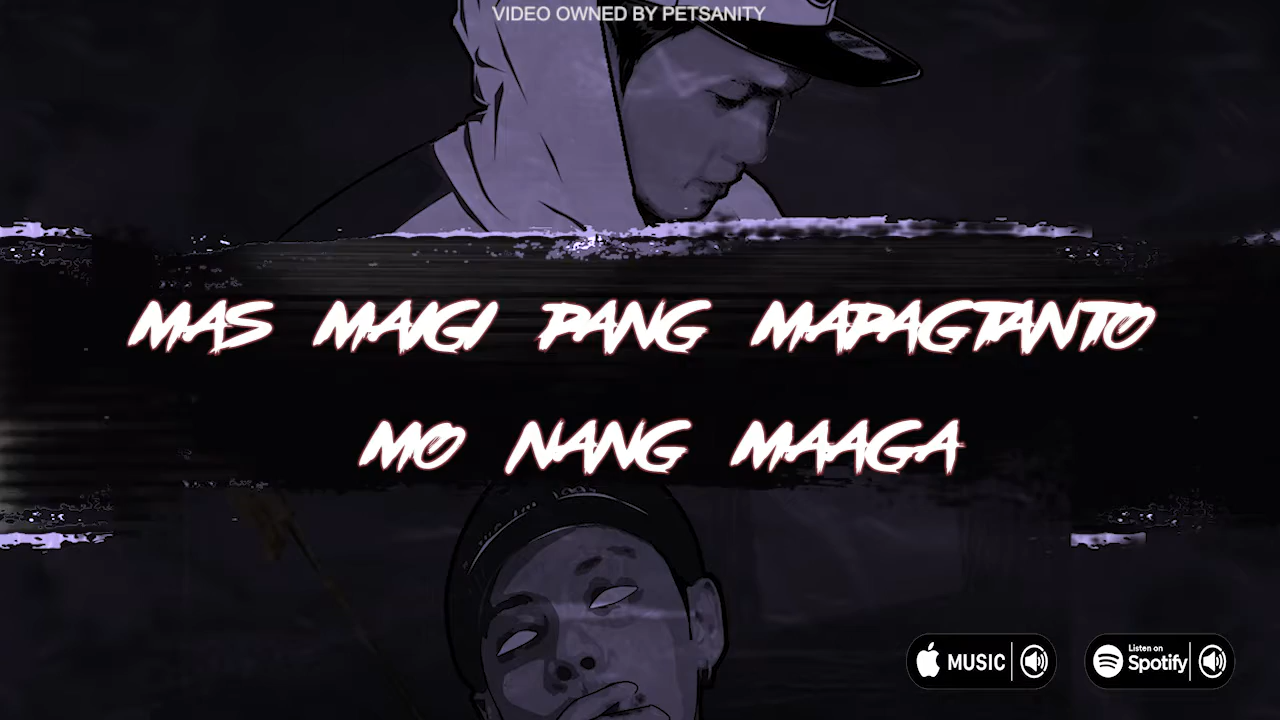 VIDEO OWNED BY PETSANITY
MAS MAIGI PANG MAPAGTANTO
MO NANG MAAGA
MUSIC
Listen on
Spotify